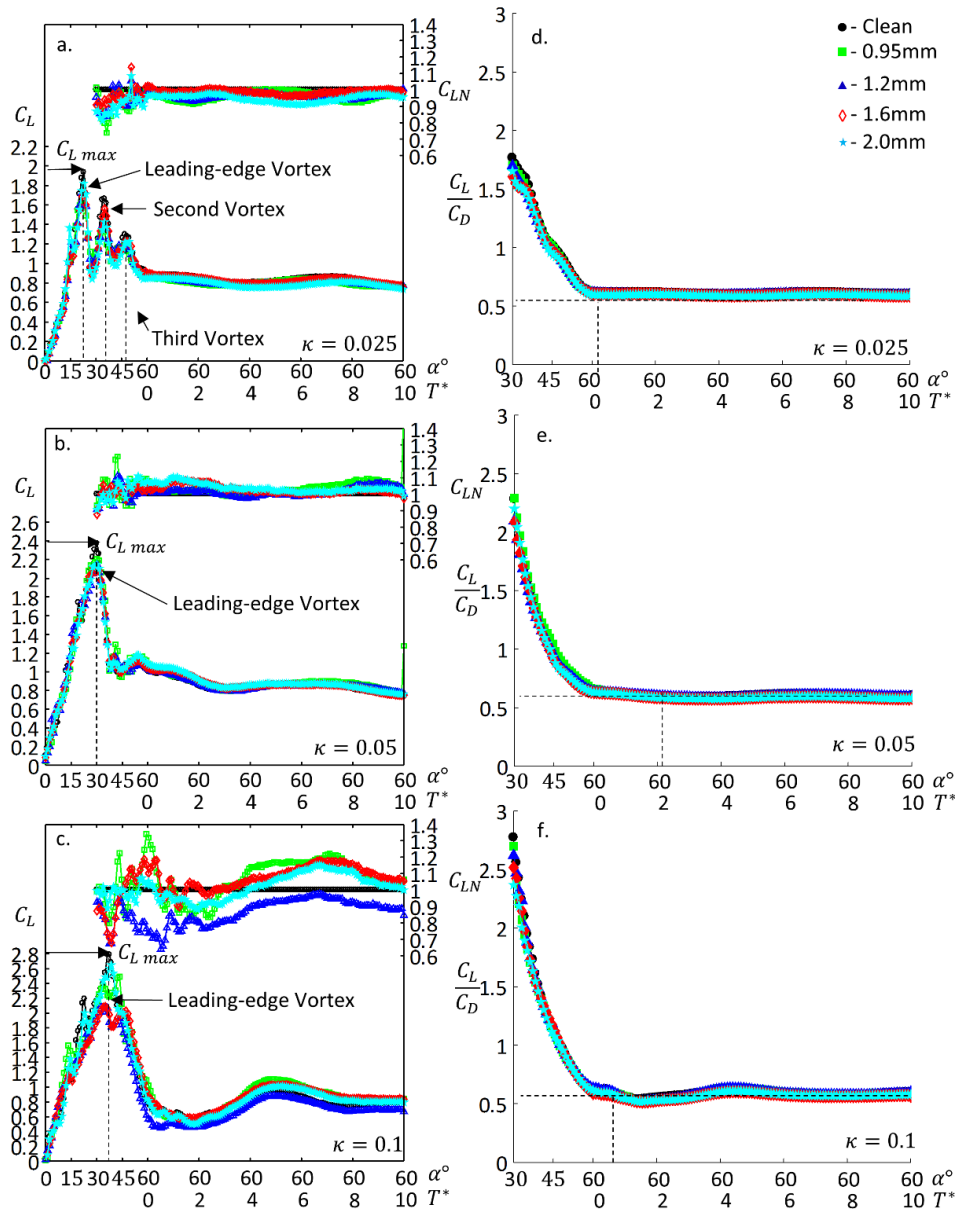 a.
1.4
1.3
1.2
1.1
1
0.9
0.8
0.7
0.6
C_LN
C_L
2.2
2
1.8
1.6
1.4
1.2
1
0.8
0.6
0.4
0.2
0
C_L max
Leading-edge Vortex
Second Vortex
Third Vortex
κ = 0.025
0 15 30 45 60 60 60 60 60 60 α°
0 2 4 6 8 10 T*
d.
3
2.5
2
1.5
1
0.5
0
C_L
C_D
- Clean
- 0.95mm
- 1.2mm
- 1.6mm
- 2.0mm
κ = 0.025
30 45 60 60 60 60 60 60 α°
0 2 4 6 8 10 T*
b.
1.4
1.3
1.2
1.1
1
0.9
0.8
0.7
0.6
C_LN
C_L
2.6
2.4
2.2
2
1.8
1.6
1.4
1.2
1
0.8
0.6
0.4
0.2
0
C_L max
Leading-edge Vortex
κ = 0.05
0 15 30 45 60 60 60 60 60 60 α°
0 2 4 6 8 10 T*
e.
3
2.5
2
1.5
1
0.5
0
C_L
C_D
κ = 0.05
30 45 60 60 60 60 60 60 α°
0 2 4 6 8 10 T*
c.
1.4
1.3
1.2
1.1
1
0.9
0.8
0.7
0.6
C_LN
C_L
2.8
2.6
2.4
2.2
2
1.8
1.6
1.4
1.2
1
0.8
0.6
0.4
0.2
0
C_L max
Leading-edge Vortex
κ = 0.1
0 15 30 45 60 60 60 60 60 60 α°
0 2 4 6 8 10 T*
f.
3
2.5
2
1.5
1
0.5
0
C_L
C_D
κ = 0.1
30 45 60 60 60 60 60 60 α°
0 2 4 6 8 10 T*